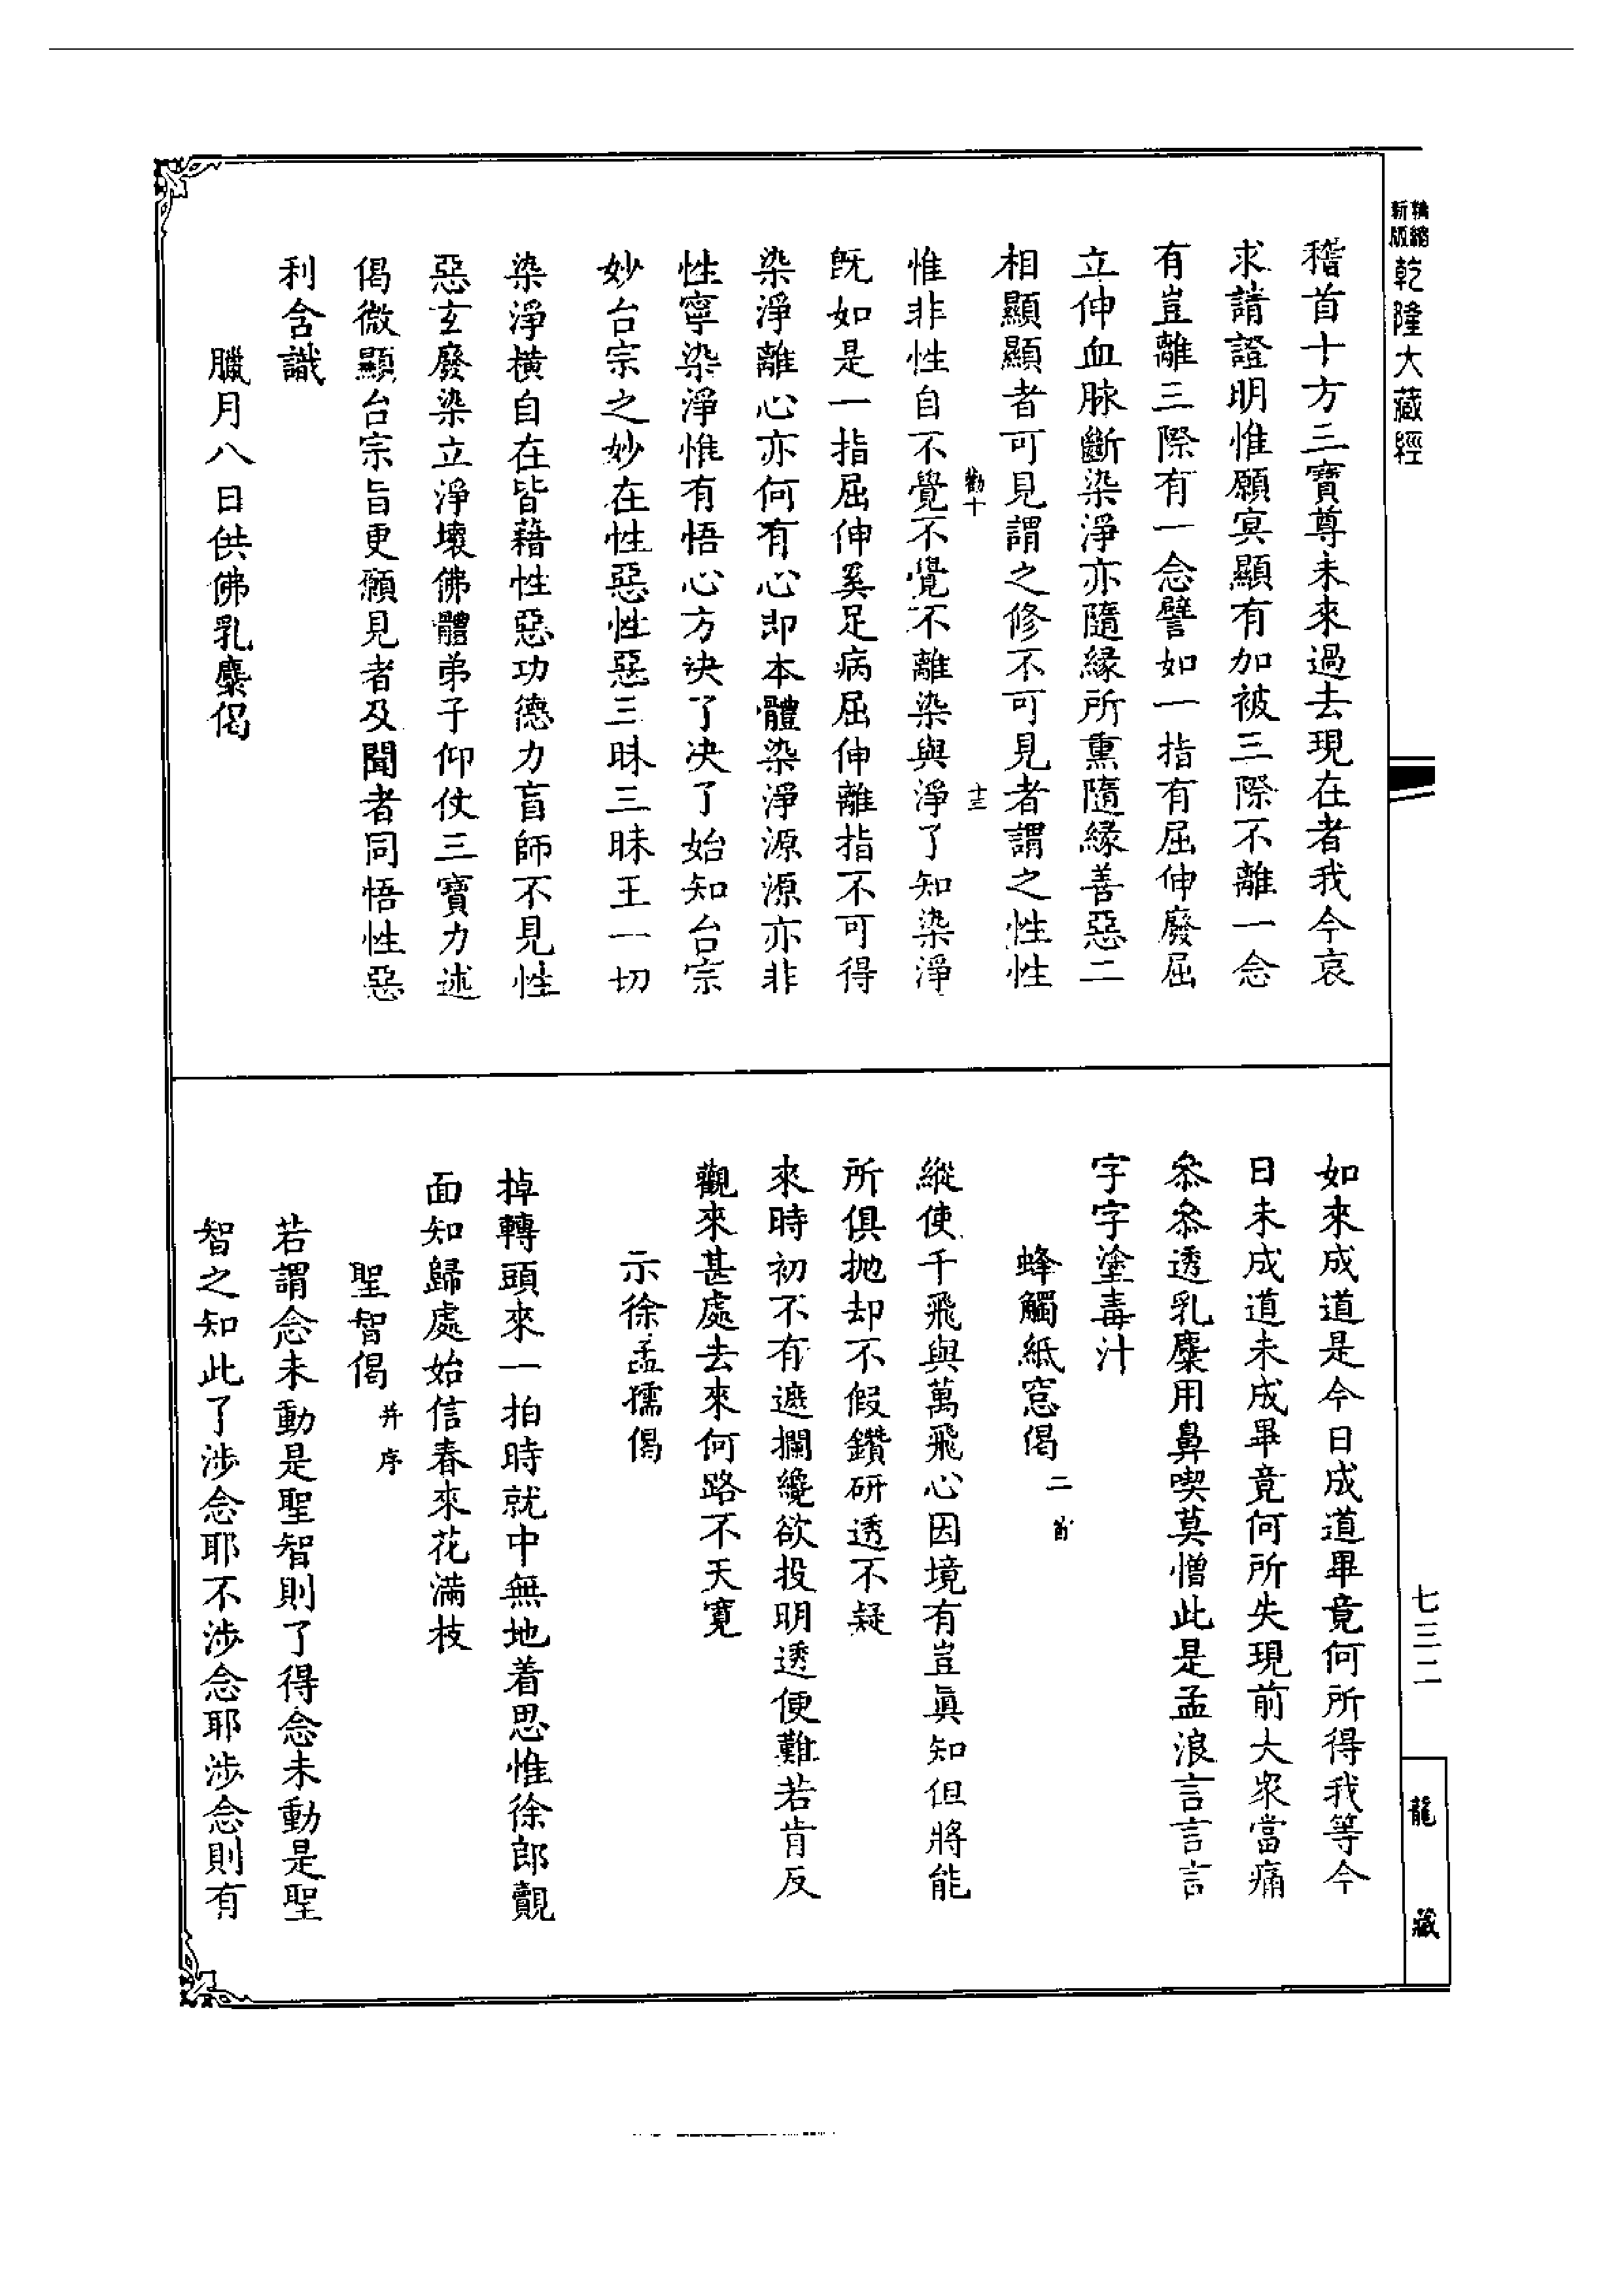 新版 精縮 乾隆大藏經
稽首十方三寶尊未來過去現在者我今哀
求請證明惟願冥顯有加被三際不離一念
有豈離三際有一念譬如一指有屈伸廢屈
立伸血脉斷染淨亦隨緣所熏隨緣善惡二
相顯顯者可見謂之修不可見者謂之性性
勸十
十三
惟非性自不覺不覺不離染與淨了知染淨
既如是一指屈伸奚足病屈伸離指不可得
染淨離心亦何有心即本體染淨源源亦非
性寧染淨惟有悟心方決了決了始知台宗
妙台宗之妙妙在性惡性惡三昧三昧王一切
染淨橫自在皆藉性惡功德力盲師不見性
惡玄廢染立淨壞佛體弟子仰仗三寶力述
偈微顯台宗旨更願見者及聞者同悟性惡
利含識
臘月八日供佛乳麋偈
如來成道是今日成道畢竟何所得我等今
日未成道未成畢竟何所失現前大眾當痛
叅叅透乳麋用鼻喫莫憎此是孟浪言言言
字字塗毒汁
蜂觸紙窓偈二首
縱使千飛與萬飛心因境有豈眞知但將能
所俱拋却不假鑽研透不疑
來時初不有遮攔纔欲投明透便難若肯反
觀來甚處去來何路不天寬
示徐孟孺偈
掉轉頭來一拍時就中無地着思惟徐郎覿
面知歸處始信春來花滿枝
聖智偈并序
若謂念未動是聖智則了得念未動是聖
智之知此了涉念耶不涉念耶涉念則有
七三二
龍藏